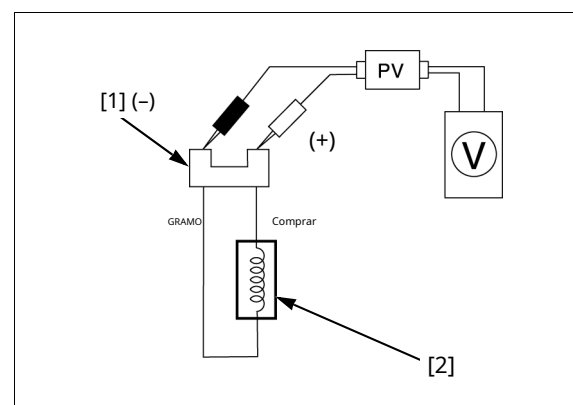 PV
[1] (–)
(+)
V
GRAMO
Comprar
[2]